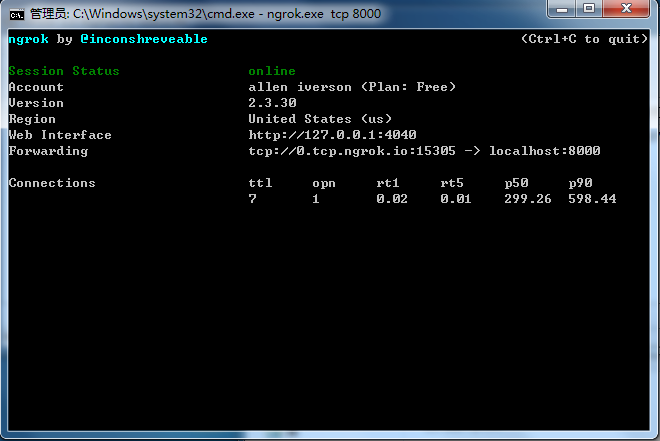 管理员: C:\Windows\system32\cmd.exe - ngrok.exe  tcp 8000
ngrok by @inconshreveable (Ctrl+C to quit)
Session Status online
Account allen iverson (Plan: Free)
Version 2.3.30
Region United States (us)
Web Interface http://127.0.0.1:4040
Forwarding tcp://0.tcp.ngrok.io:15305 -> localhost:8000
Connections ttl opn rt1 rt5 p50 p90
7 1 0.02 0.01 299.26 598.44